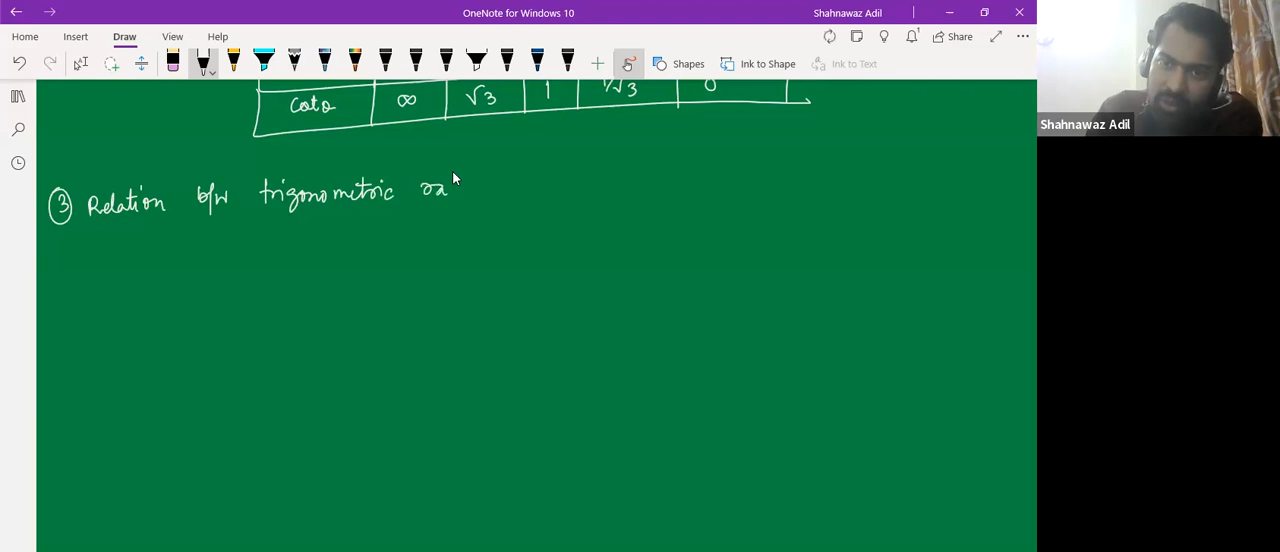 OneNote for Windows 10
Shahnawaz Adil
Home Insert Draw View Help
Share
Shapes Ink to Shape Ink to Text
cotθ ∞ √3 1 1/√3 0
Shahnawaz Adil
③ Relation b/w trigonometric ra